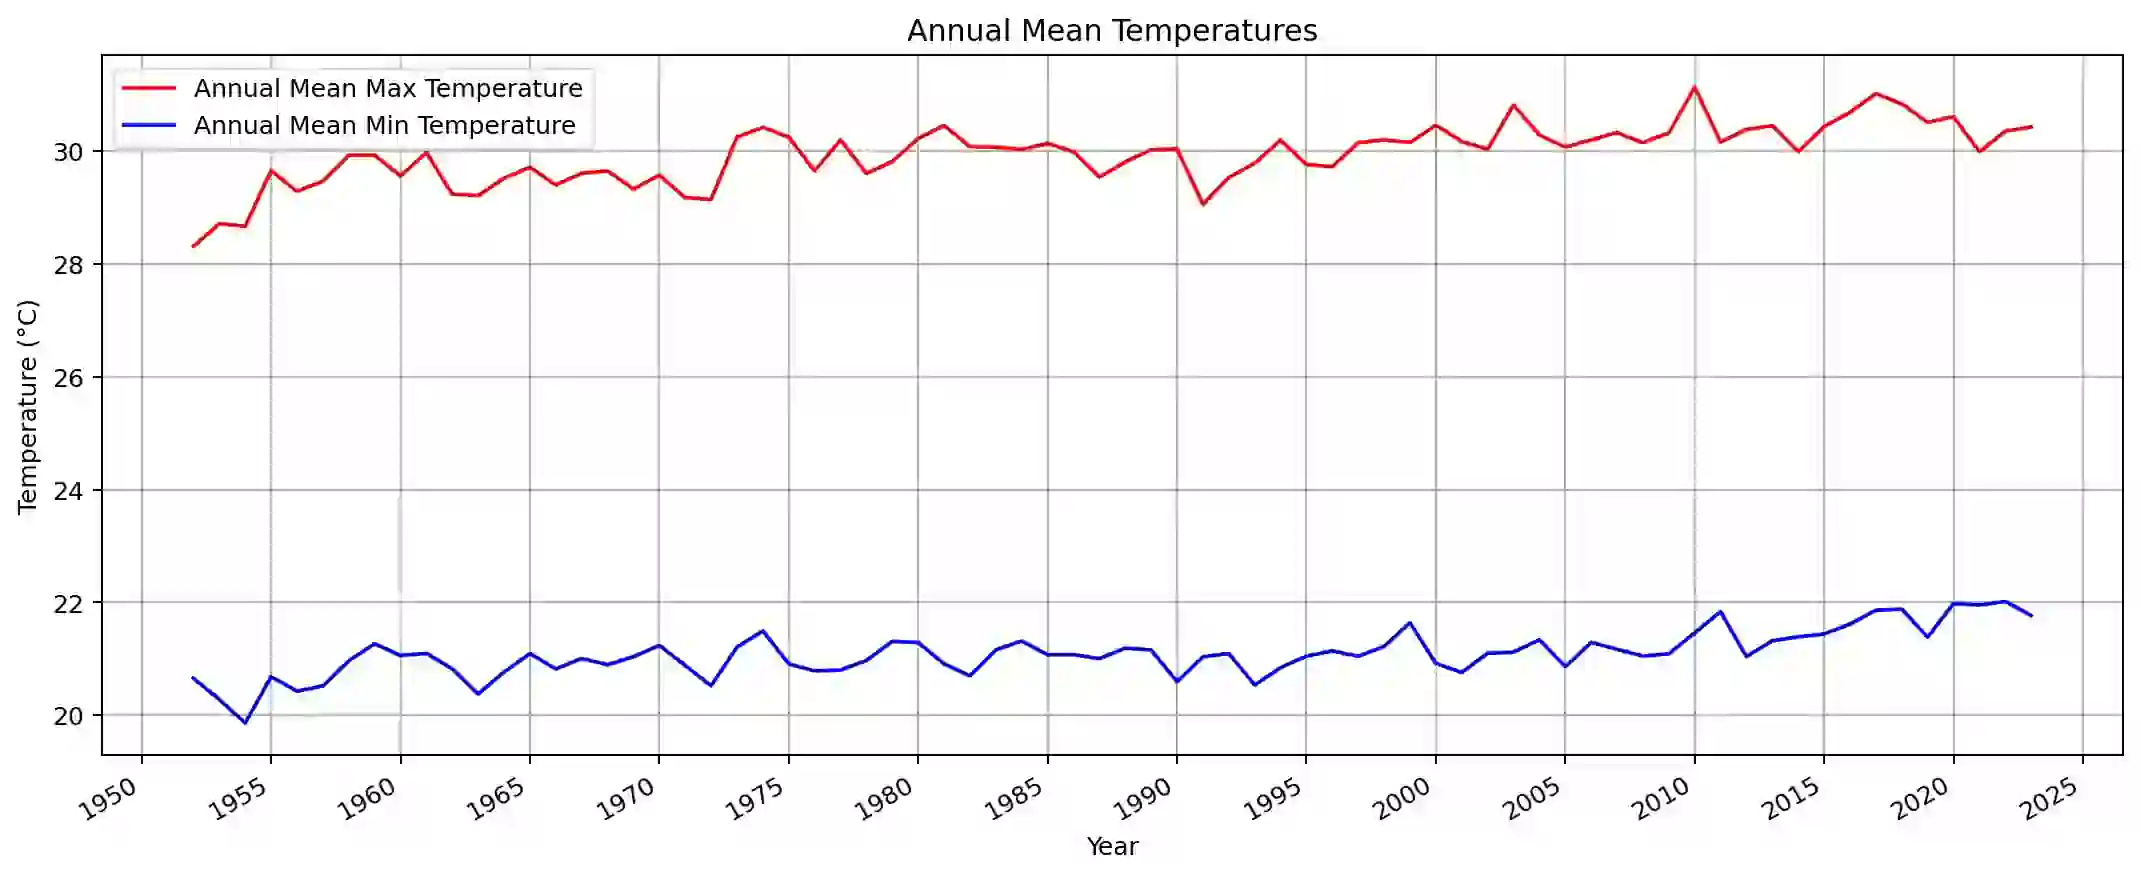 Annual Mean Temperatures
Annual Mean Max Temperature
Annual Mean Min Temperature
Temperature (°C)
30
28
26
24
22
20
1950 1955 1960 1965 1970 1975 1980 1985 1990 1995 2000 2005 2010 2015 2020 2025
Year